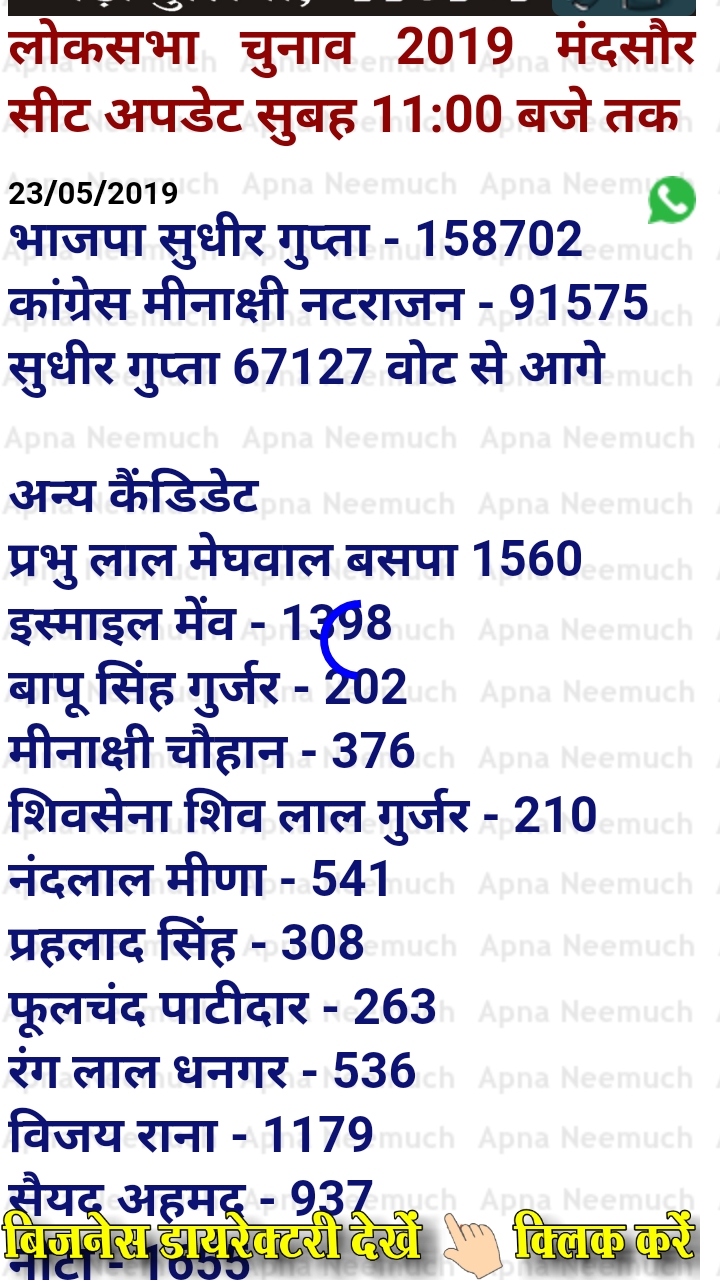 लोकसभा चुनाव 2019 मंदसौर
सीट अपडेट सुबह 11:00 बजे तक
23/05/2019
भाजपा सुधीर गुप्ता - 158702
कांग्रेस मीनाक्षी नटराजन - 91575
सुधीर गुप्ता 67127 वोट से आगे
अन्य कैंडिडेट
प्रभु लाल मेघवाल बसपा 1560
इस्माइल मेंव - 1398
बापू सिंह गुर्जर - 202
मीनाक्षी चौहान - 376
शिवसेना शिव लाल गुर्जर - 210
नंदलाल मीणा - 541
प्रहलाद सिंह - 308
फूलचंद पाटीदार - 263
रंग लाल धनगर - 536
विजय राना - 1179
सैयद अहमद - 937
नोटा - 1655
बिजनेस डायरेक्टरी देखें क्लिक करें
Apna Neemuch